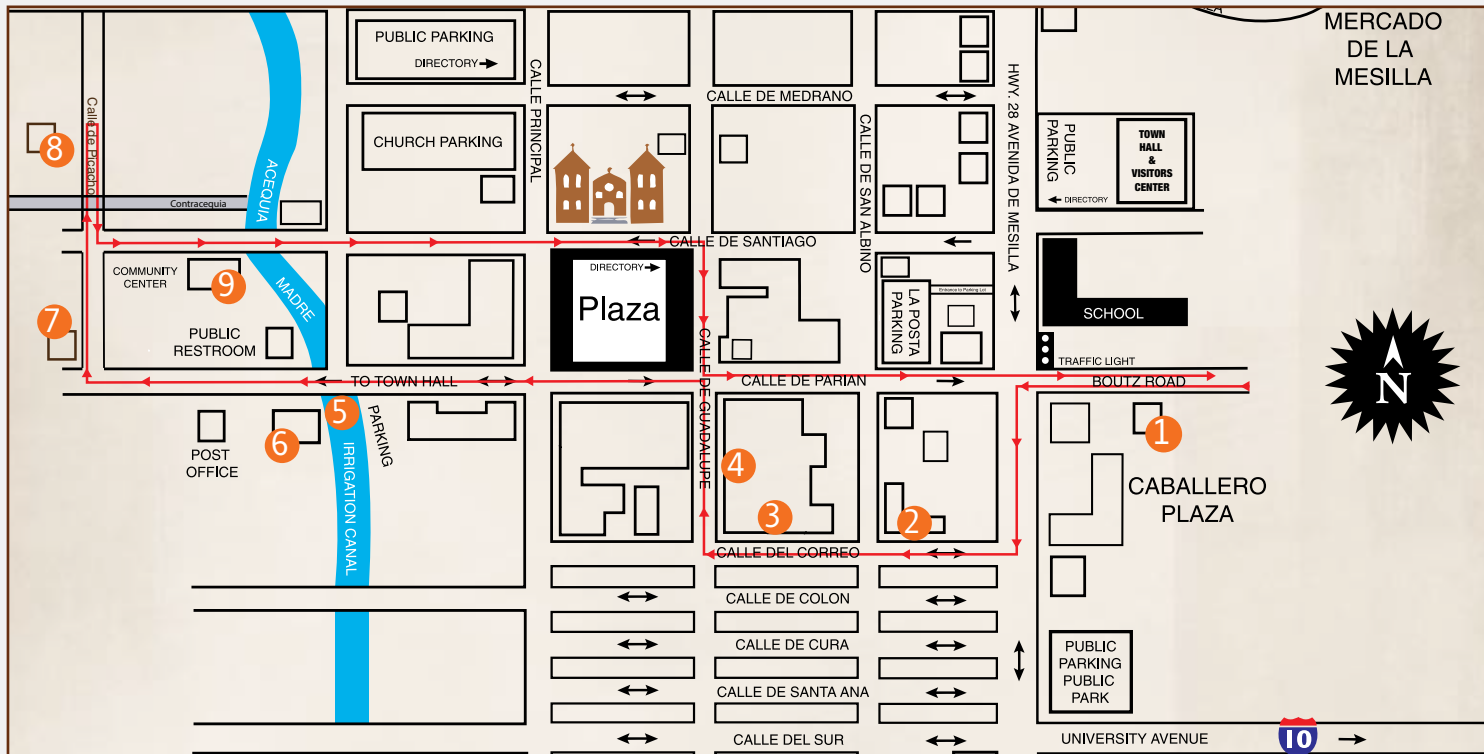 MERCADO
DE LA
MESILLA
PUBLIC PARKING
DIRECTORY
CALLE PRINCIPAL
HWY. 28 AVENIDA DE MESILLA
CALLE DE MEDRANO
Calle de Picacho
8
ACEQUIA
CHURCH PARKING
CALLE DE SAN ALBINO
PUBLIC
PARKING
TOWN
HALL
&
VISITORS
CENTER
DIRECTORY
Contracequia
CALLE DE SANTIAGO
COMMUNITY
CENTER
9
MADRE
DIRECTORY
Plaza
LA POSTA
PARKING
Entrance to Parking Lot
SCHOOL
7
PUBLIC
RESTROOM
CALLE DE GUADALUPE
TRAFFIC LIGHT
TO TOWN HALL
CALLE DE PARIAN
BOUTZ ROAD
N
5
PARKING
6
POST
OFFICE
IRRIGATION CANAL
4
3
2
1
CABALLERO
PLAZA
CALLE DEL CORREO
CALLE DE COLON
CALLE DE CURA
CALLE DE SANTA ANA
CALLE DEL SUR
PUBLIC
PARKING
PUBLIC
PARK
UNIVERSITY AVENUE
10